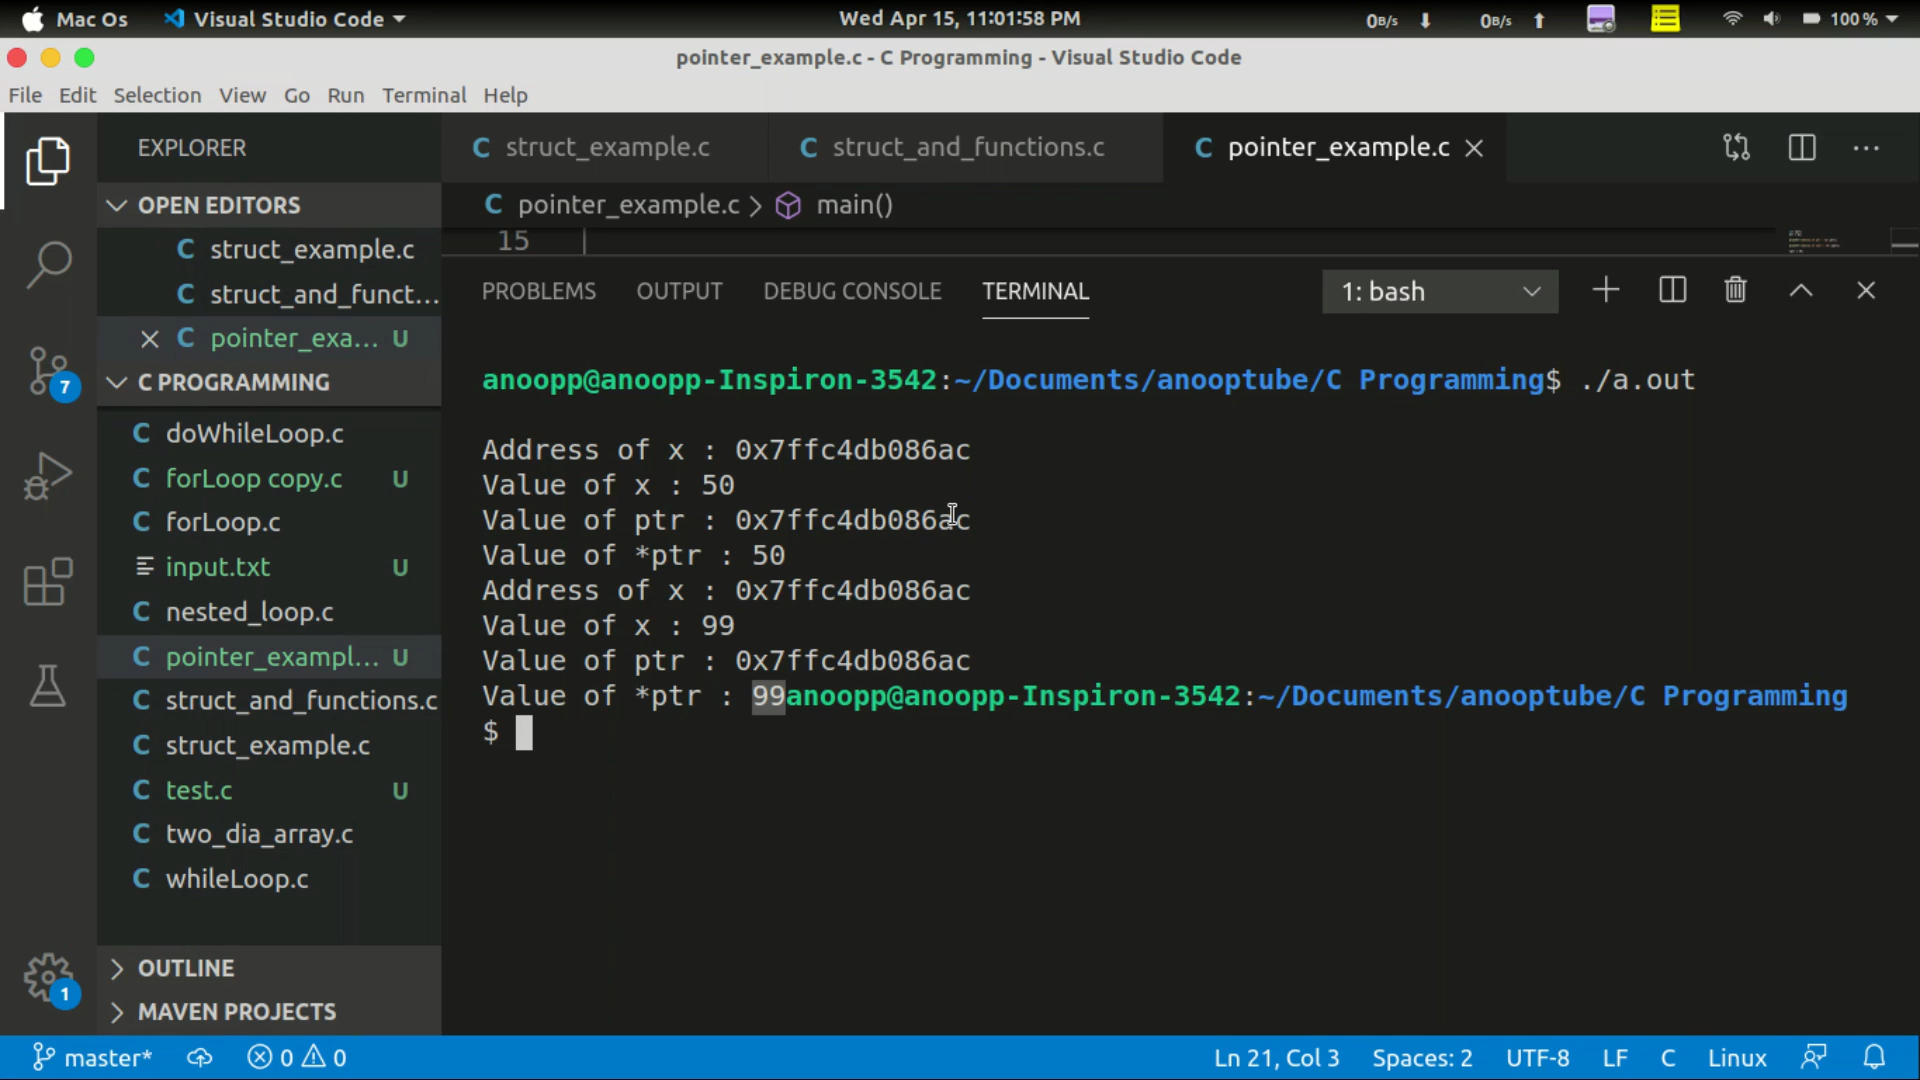 Mac Os Visual Studio Code Wed Apr 15, 11:01:58 PM 0B/s 0B/s 100%
pointer_example.c - C Programming - Visual Studio Code
File Edit Selection View Go Run Terminal Help
EXPLORER
OPEN EDITORS
C struct_example.c
C struct_and_funct...
C pointer_exa... U
C PROGRAMMING
C doWhileLoop.c
C forLoop copy.c U
C forLoop.c
input.txt U
C nested_loop.c
C pointer_exampl... U
C struct_and_functions.c
C struct_example.c
C test.c U
C two_dia_array.c
C whileLoop.c
OUTLINE
MAVEN PROJECTS
7
1
C struct_example.c C struct_and_functions.c C pointer_example.c
C pointer_example.c > main()
15
PROBLEMS OUTPUT DEBUG CONSOLE TERMINAL 1: bash
anoopp@anoopp-Inspiron-3542:~/Documents/anooptube/C Programming$ ./a.out
Address of x : 0x7ffc4db086ac
Value of x : 50
Value of ptr : 0x7ffc4db086ac
Value of *ptr : 50
Address of x : 0x7ffc4db086ac
Value of x : 99
Value of ptr : 0x7ffc4db086ac
Value of *ptr : 99anoopp@anoopp-Inspiron-3542:~/Documents/anooptube/C Programming
$
master* 0 0 Ln 21, Col 3 Spaces: 2 UTF-8 LF C Linux